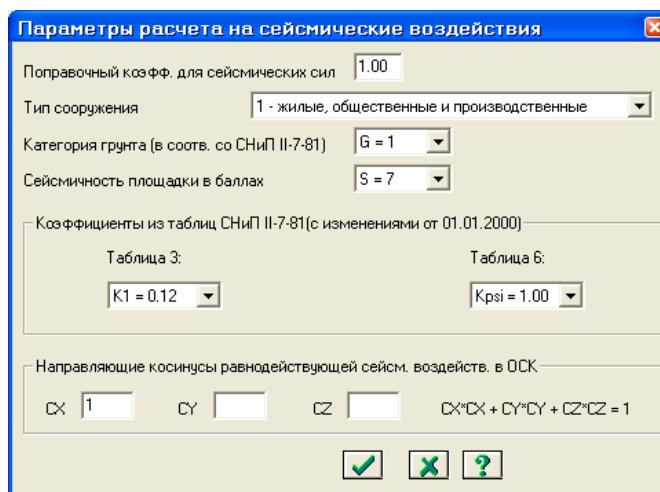 Параметры расчета на сейсмические воздействия
Поправочный коэфф. для сейсмических сил 1.00
Тип сооружения 1 - жилые, общественные и производственные
Категория грунта (в соотв. со СНиП II-7-81) G = 1
Сейсмичность площадки в баллах S = 7
Коэффициенты из таблиц СНиП II-7-81(с изменениями от 01.01.2000)
Таблица 3: Таблица 6:
K1 = 0.12 Kpsi = 1.00
Направляющие косинусы равнодействующей сейсм. воздейств. в ОСК
CX 1 CY CZ CX*CX + CY*CY + CZ*CZ = 1